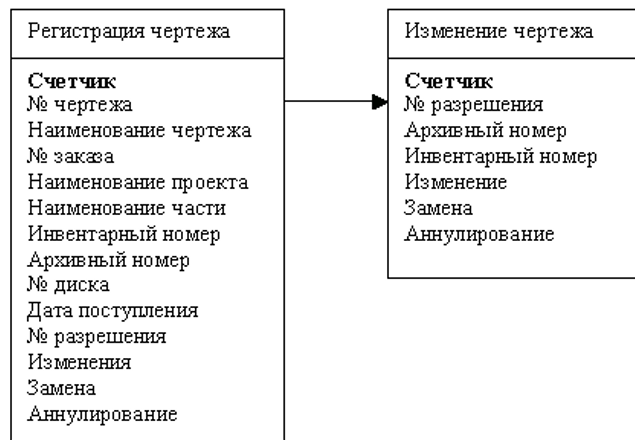 Регистрация чертежа
Счетчик
№ чертежа
Наименование чертежа
№ заказа
Наименование проекта
Наименование части
Инвентарный номер
Архивный номер
№ диска
Дата поступления
№ разрешения
Изменения
Замена
Аннулирование
Изменение чертежа
Счетчик
№ разрешения
Архивный номер
Инвентарный номер
Изменение
Замена
Аннулирование